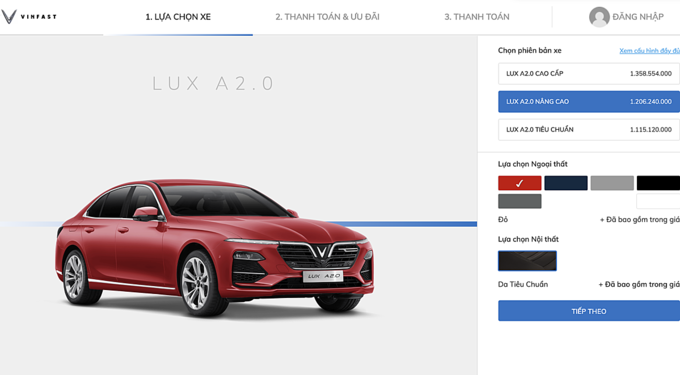 VINFAST
1. LỰA CHỌN XE
2. THANH TOÁN & ƯU ĐÃI
3. THANH TOÁN
ĐĂNG NHẬP
LUX A2.0
LUX A2.0
Chọn phiên bản xe
Xem cấu hình đầy đủ
LUX A2.0 CAO CẤP 1.358.554.000
LUX A2.0 NÂNG CAO 1.206.240.000
LUX A2.0 TIÊU CHUẨN 1.115.120.000
Lựa chọn Ngoại thất
Đỏ + Đã bao gồm trong giá
Lựa chọn Nội thất
Da Tiêu Chuẩn + Đã bao gồm trong giá
TIẾP THEO